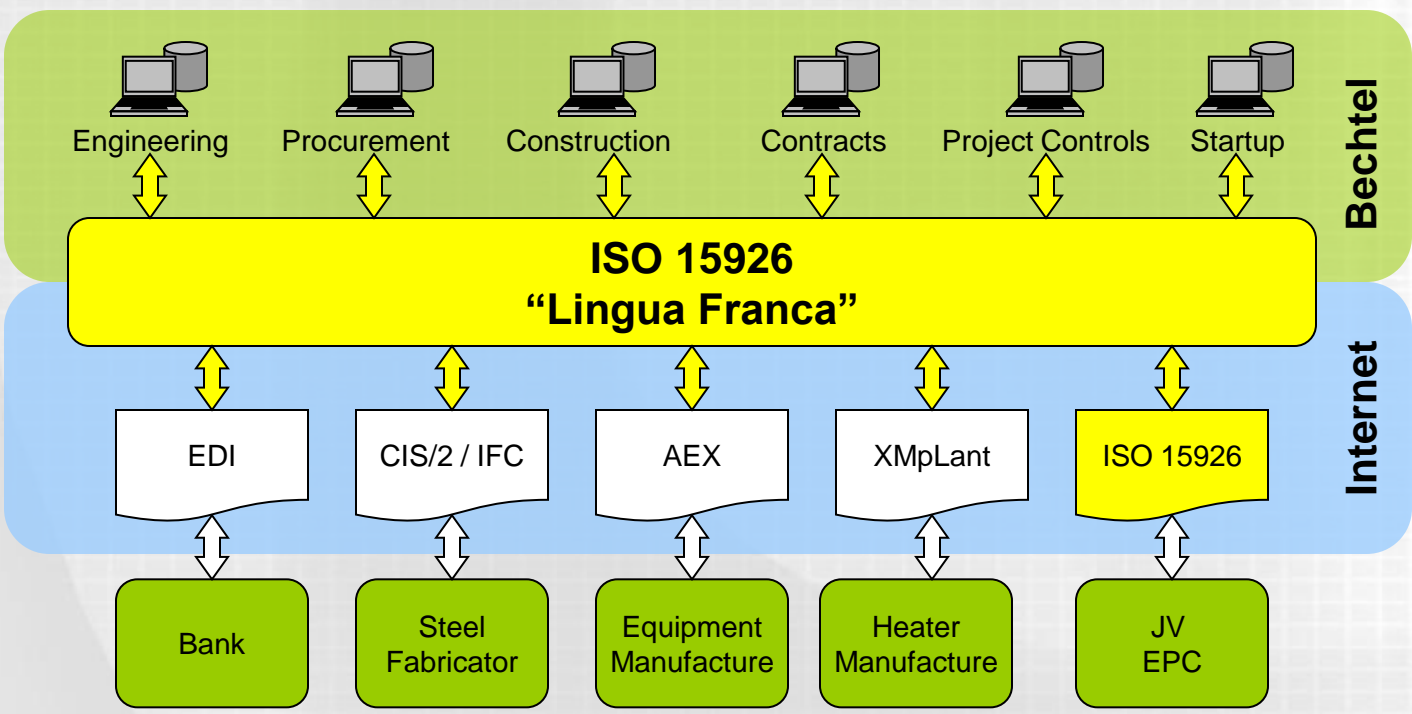 Engineering
Procurement
Construction
Contracts
Project Controls
Startup
Bechtel
ISO 15926
“Lingua Franca”
Internet
EDI
CIS/2 / IFC
AEX
XMpLant
ISO 15926
Bank
Steel
Fabricator
Equipment
Manufacture
Heater
Manufacture
JV
EPC